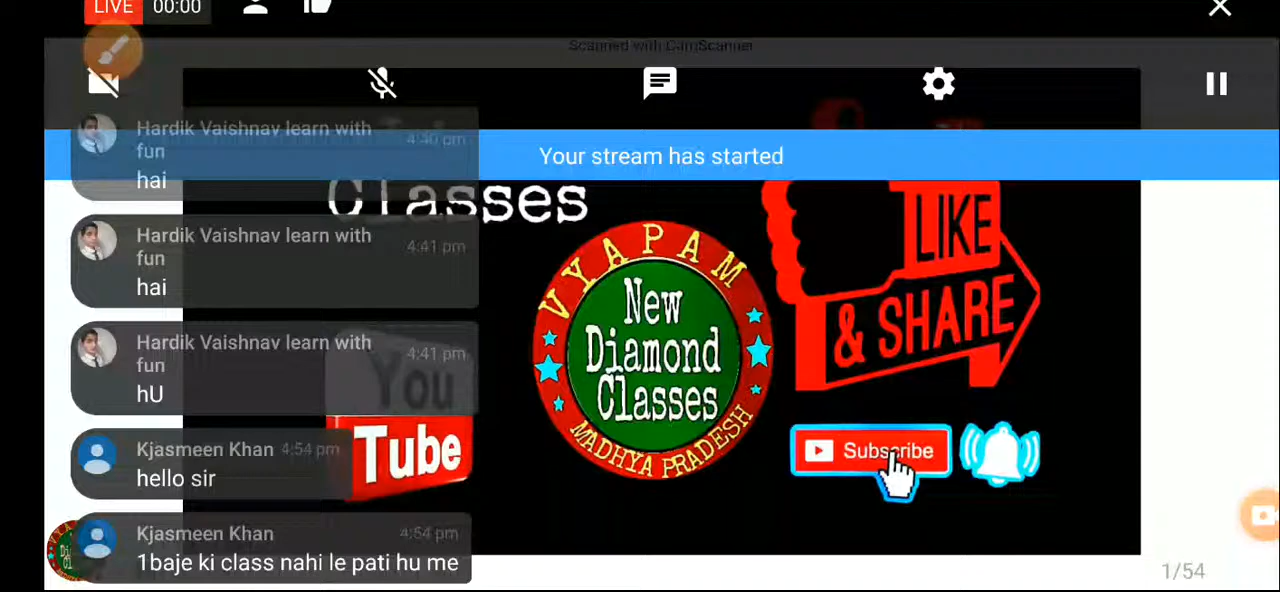 LIVE 00:00
Scanned with CamScanner
Your stream has started
Hardik Vaishnav learn with
fun
4:40 pm
hai
Hardik Vaishnav learn with
fun
4:41 pm
hai
Hardik Vaishnav learn with
fun
4:41 pm
hU
Kjasmeen Khan 4:54 pm
hello sir
Kjasmeen Khan 4:54 pm
1baje ki class nahi le pati hu me
Classes
You
Tube
VYAPAM
New
Diamond
Classes
MADHYA PRADESH
LIKE
& SHARE
Subscribe
1/54